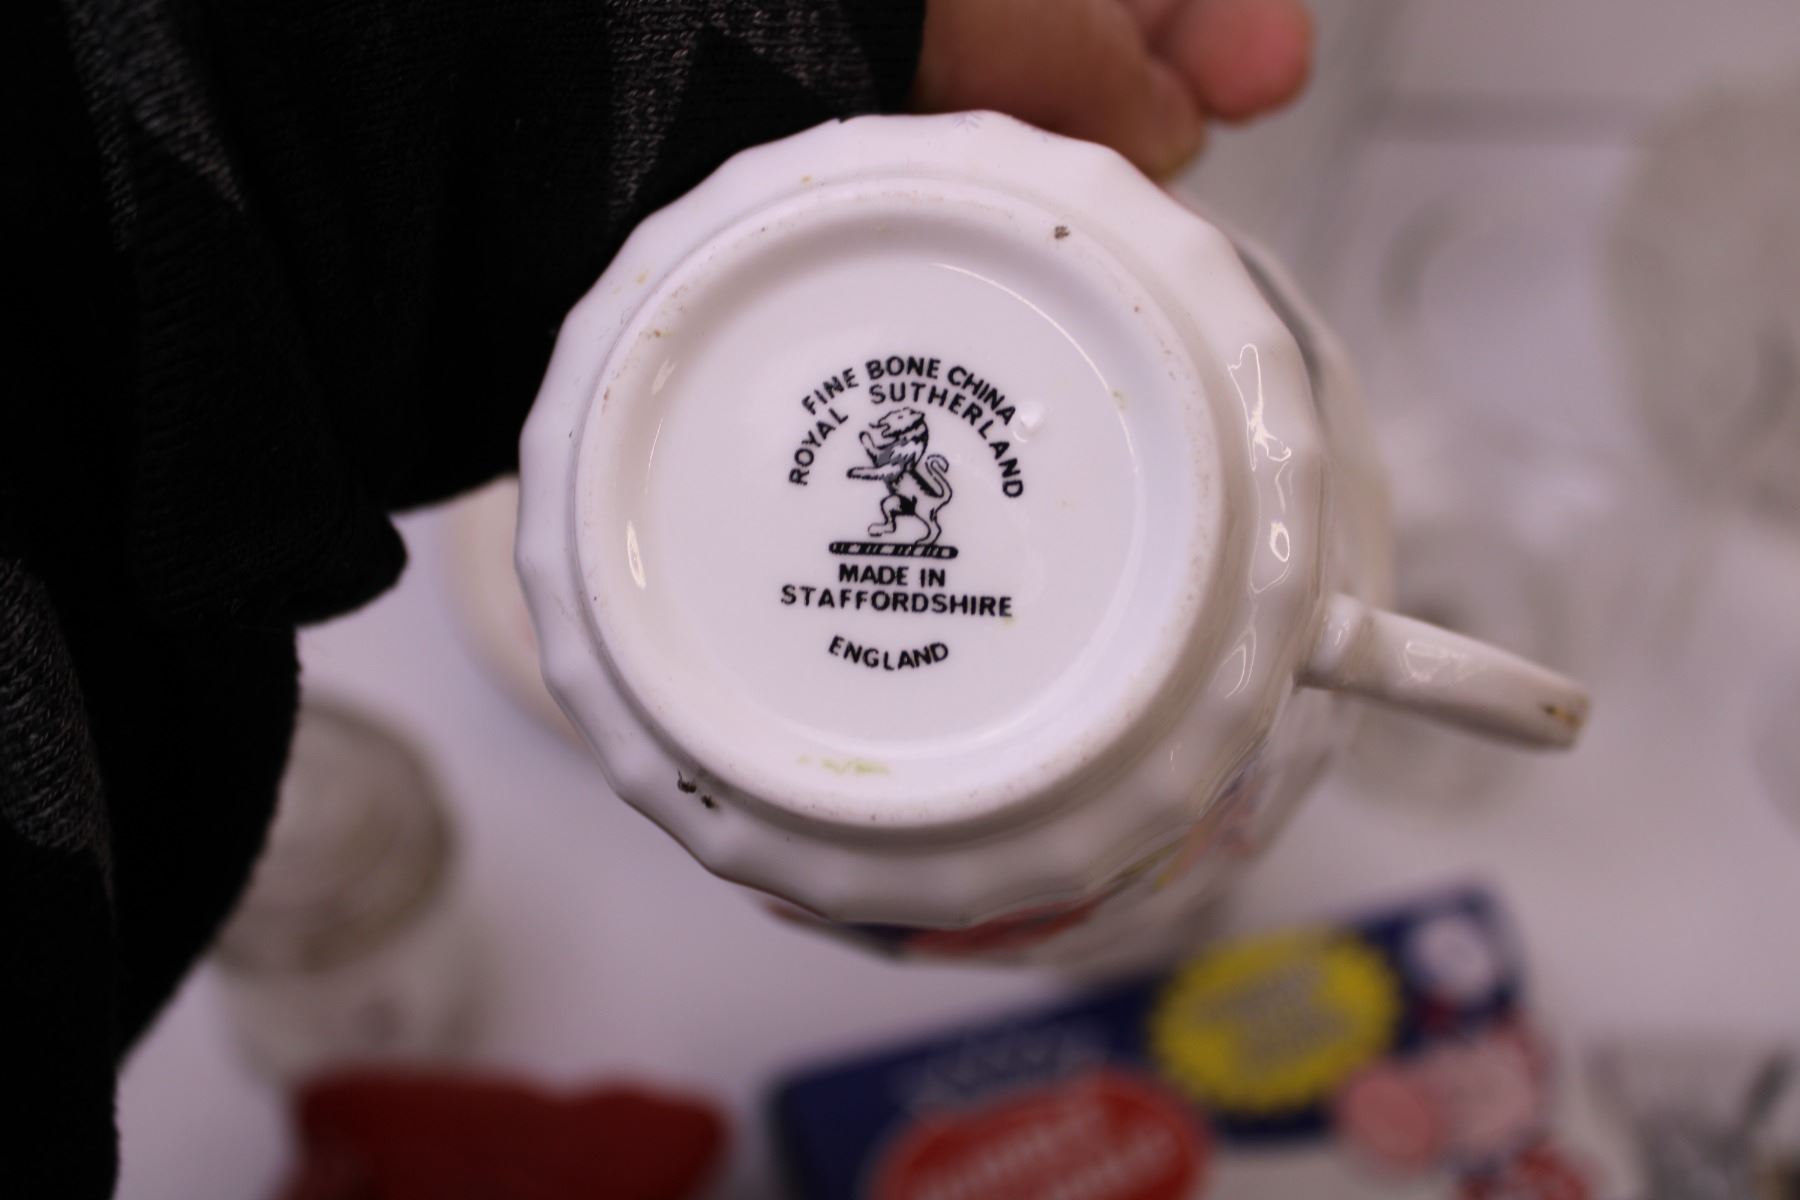 FINE BONE CHINA
ROYAL SUTHERLAND
MADE IN
STAFFORDSHIRE
ENGLAND